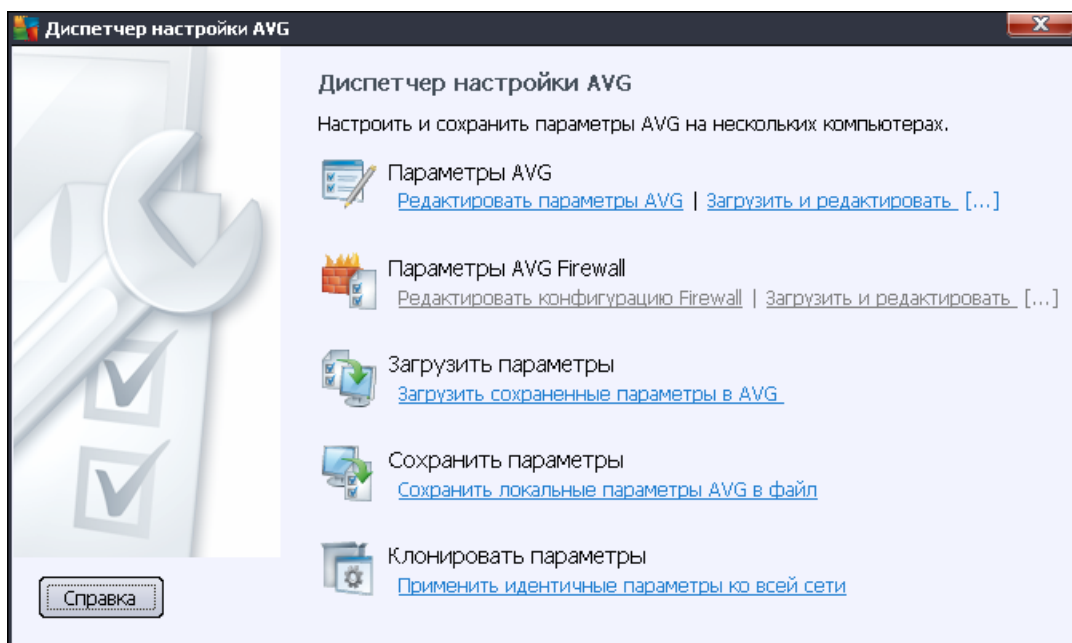 Диспетчер настройки AVG
Диспетчер настройки AVG
Настроить и сохранить параметры AVG на нескольких компьютерах.
Параметры AVG
Редактировать параметры AVG | Загрузить и редактировать [...]
Параметры AVG Firewall
Редактировать конфигурацию Firewall | Загрузить и редактировать [...]
Загрузить параметры
Загрузить сохраненные параметры в AVG
Сохранить параметры
Сохранить локальные параметры AVG в файл
Клонировать параметры
Применить идентичные параметры ко всей сети
Справка